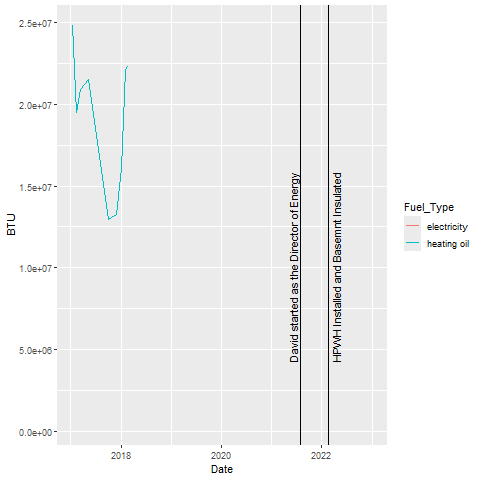 2.5e+07
2.0e+07
1.5e+07
1.0e+07
5.0e+06
0.0e+00
BTU
David started as the Director of Energy
HPWH Installed and Basemnt Insulated
2018
2020
2022
Date
Fuel_Type
electricity
heating oil